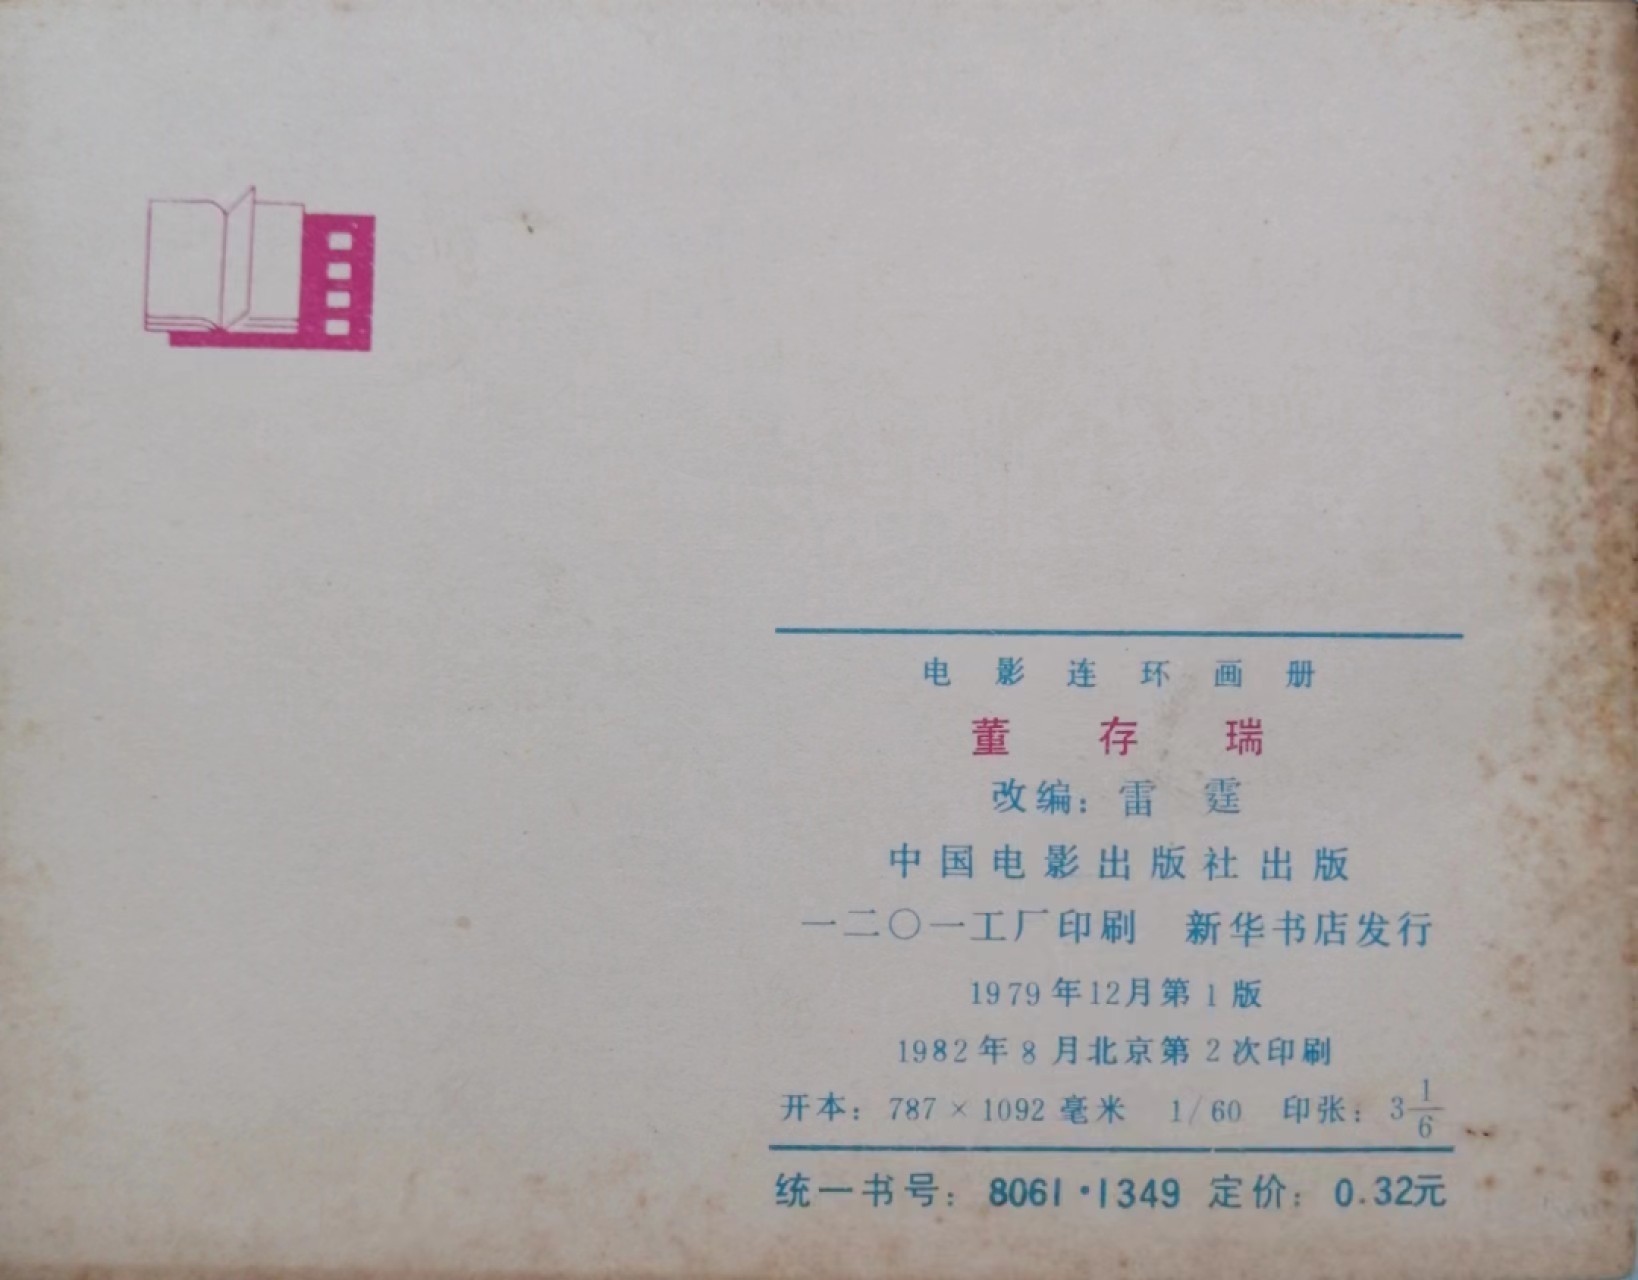 电影连环画册
董存瑞
改编：雷霆
中国电影出版社出版
一二〇一工厂印刷 新华书店发行
1979年12月第1版
1982年8月北京第2次印刷
开本：787×1092毫米 1/60 印张：3 1/6
统一书号：8061·1349 定价：0.32元